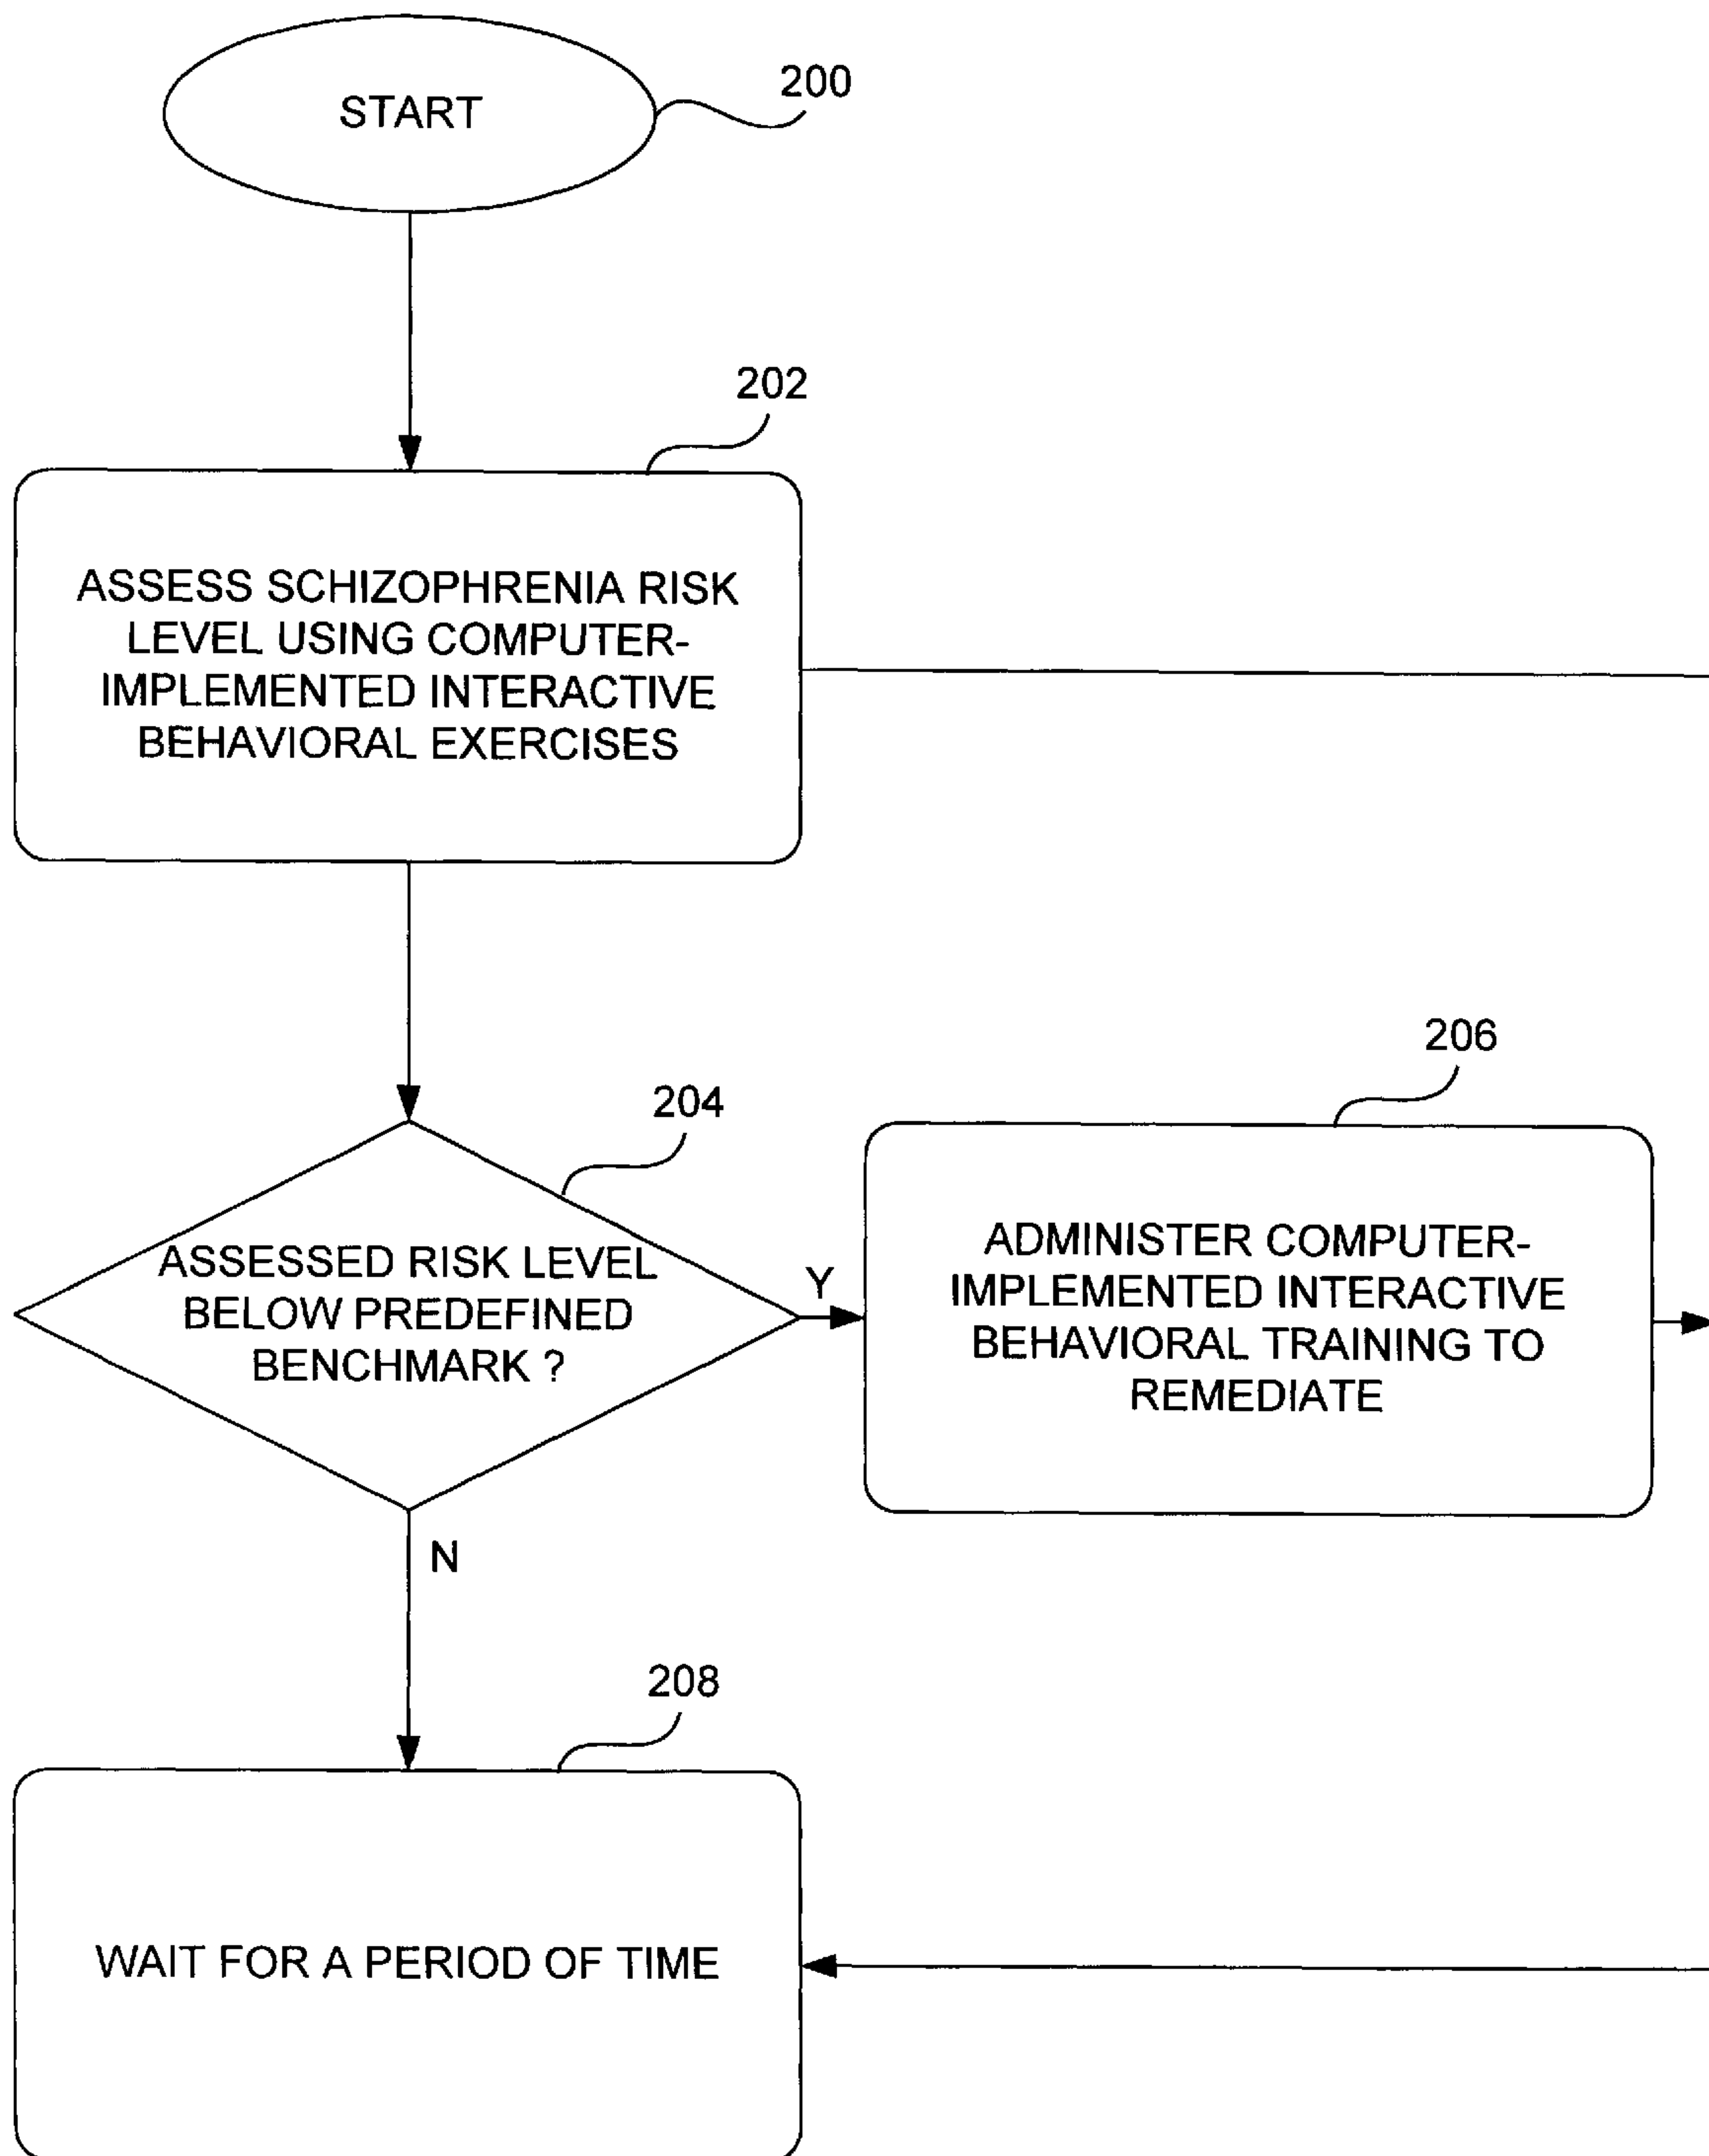 START
200
202
ASSESS SCHIZOPHRENIA RISK
LEVEL USING COMPUTER-
IMPLEMENTED INTERACTIVE
BEHAVIORAL EXERCISES
204
206
ASSESSED RISK LEVEL
BELOW PREDEFINED
BENCHMARK ?
Y
ADMINISTER COMPUTER-
IMPLEMENTED INTERACTIVE
BEHAVIORAL TRAINING TO
REMEDIATE
N
208
WAIT FOR A PERIOD OF TIME